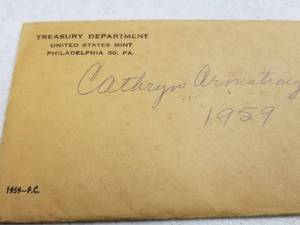 TREASURY DEPARTMENT
UNITED STATES MINT
PHILADELPHIA 30, PA.
Cathryn Armstrong
1959
1959—P.C.